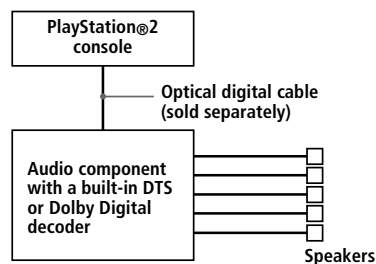 PlayStation®2
console
Optical digital cable
(sold separately)
Audio component
with a built-in DTS
or Dolby Digital
decoder
Speakers